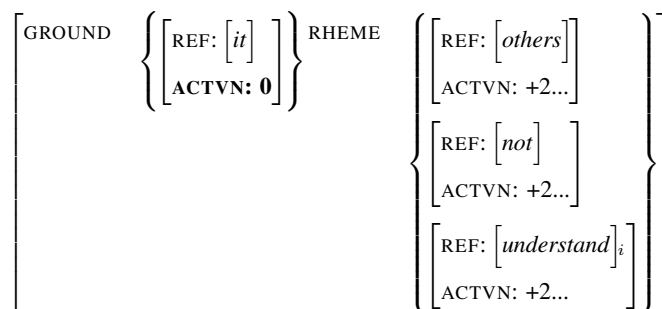 GROUND REF: [it] RHEME REF: [others]
ACTVN: 0 ACTVN: +2...
REF: [not]
ACTVN: +2...
REF: [understand]i
ACTVN: +2...